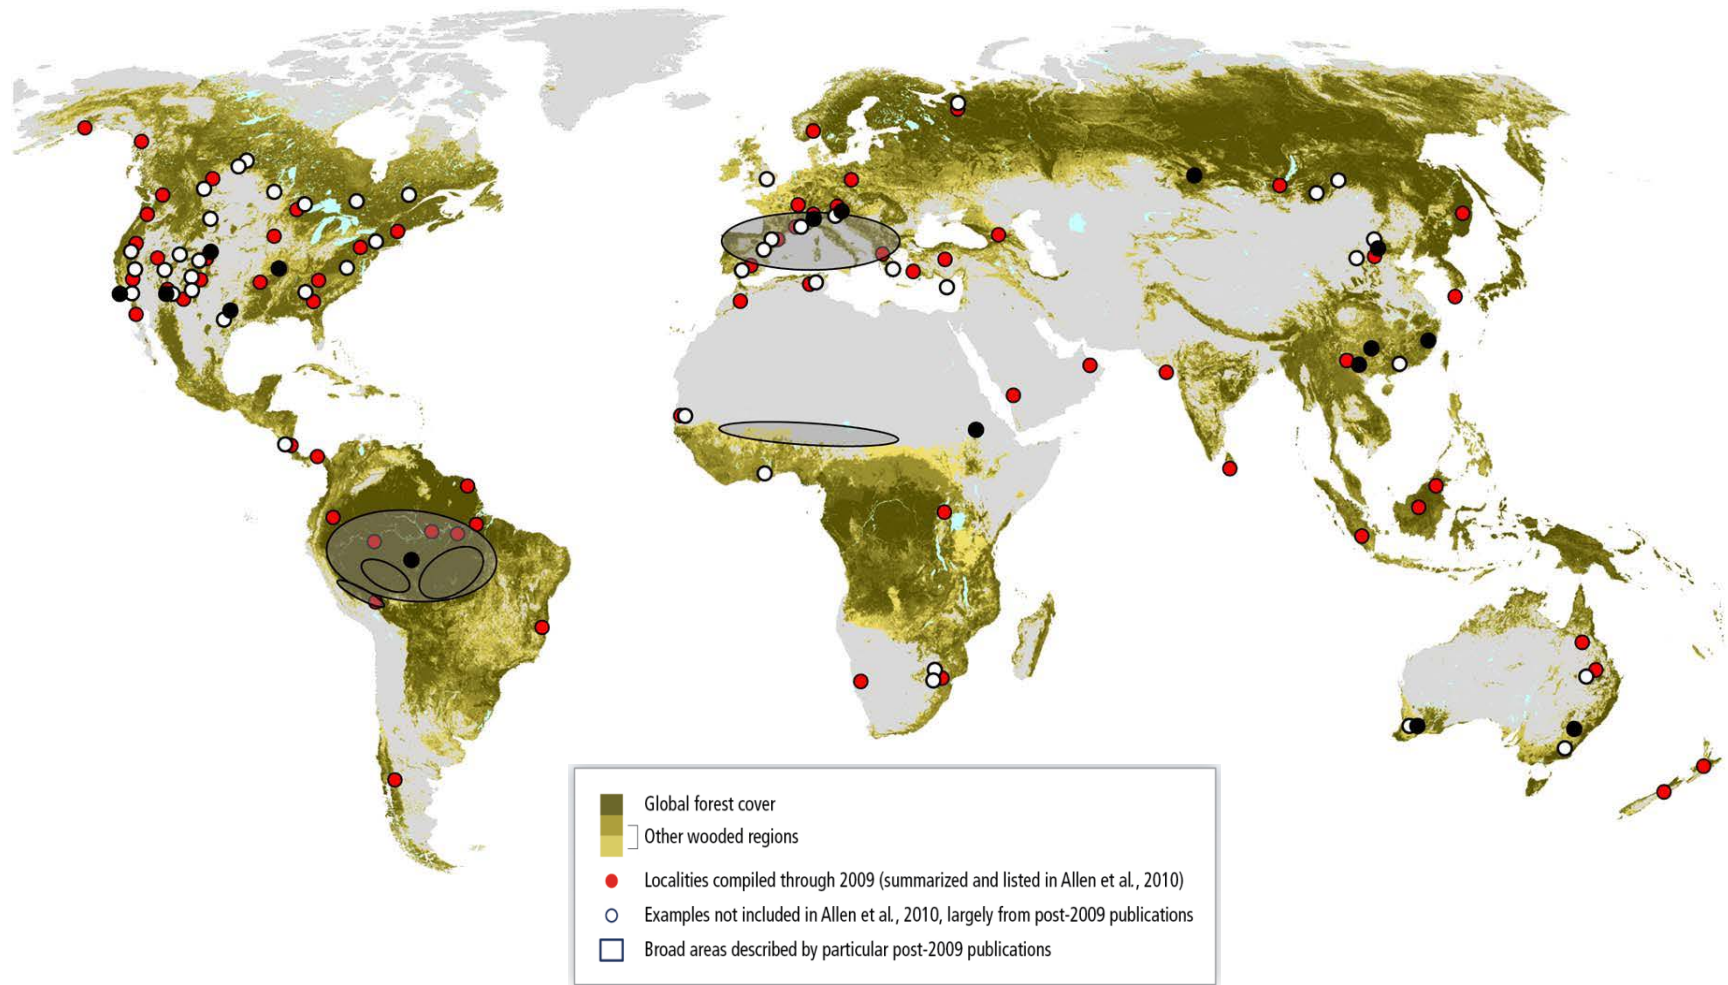 Global forest cover
Other wooded regions
Localities compiled through 2009 (summarized and listed in Allen et al., 2010)
Examples not included in Allen et al., 2010, largely from post-2009 publications
Broad areas described by particular post-2009 publications